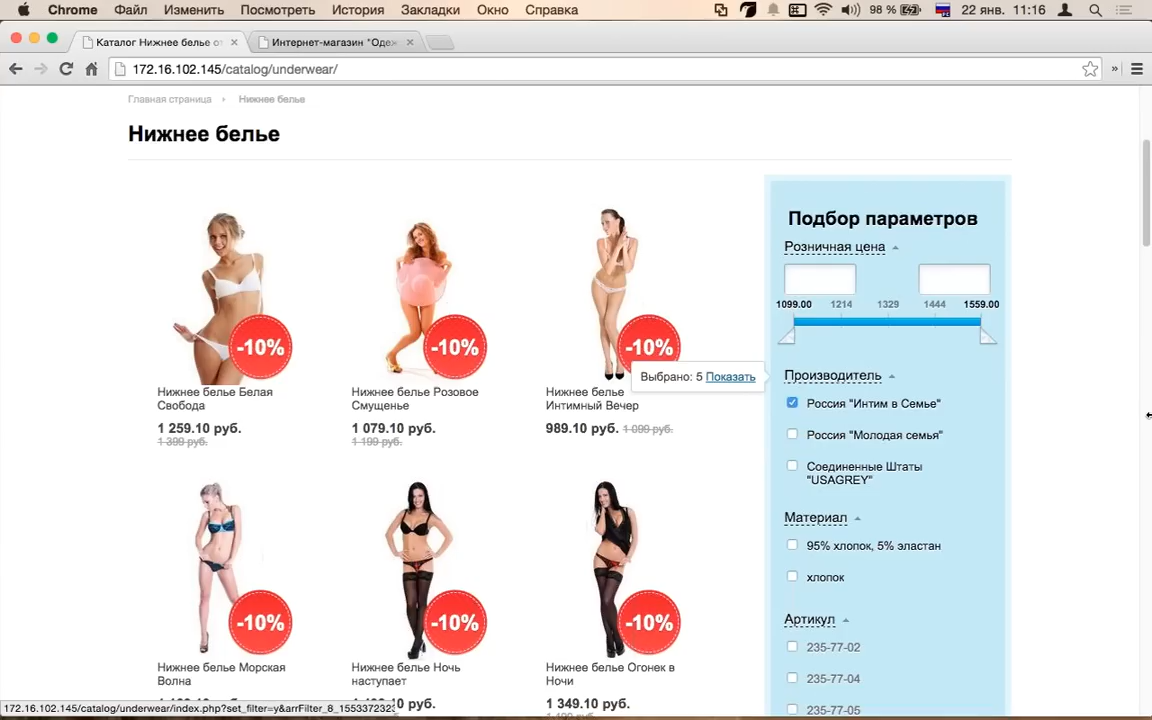 Chrome Файл Изменить Посмотреть История Закладки Окно Справка 98 % 22 янв. 11:16
Каталог Нижнее белье от Интернет-магазин "Одеж
172.16.102.145/catalog/underwear/
Главная страница Нижнее белье
Нижнее белье
-10% -10% -10%
Нижнее белье Белая Свобода
1 259.10 руб.
1 399 руб.
Нижнее белье Розовое Смущенье
1 079.10 руб.
1 199 руб.
Нижнее белье Интимный Вечер
989.10 руб. 1 099 руб.
Выбрано: 5 Показать
-10% -10% -10%
Нижнее белье Морская Волна
Нижнее белье Ночь наступает
Нижнее белье Огонек в Ночи
1 349.10 руб.
Подбор параметров
Розничная цена
1099.00 1214 1329 1444 1559.00
Производитель
Россия "Интим в Семье"
Россия "Молодая семья"
Соединенные Штаты
"USAGREY"
Материал
95% хлопок, 5% эластан
хлопок
Артикул
235-77-02
235-77-04
235-77-05
172.16.102.145/catalog/underwear/index.php?set_filter=y&arrFilter_8_1553372323